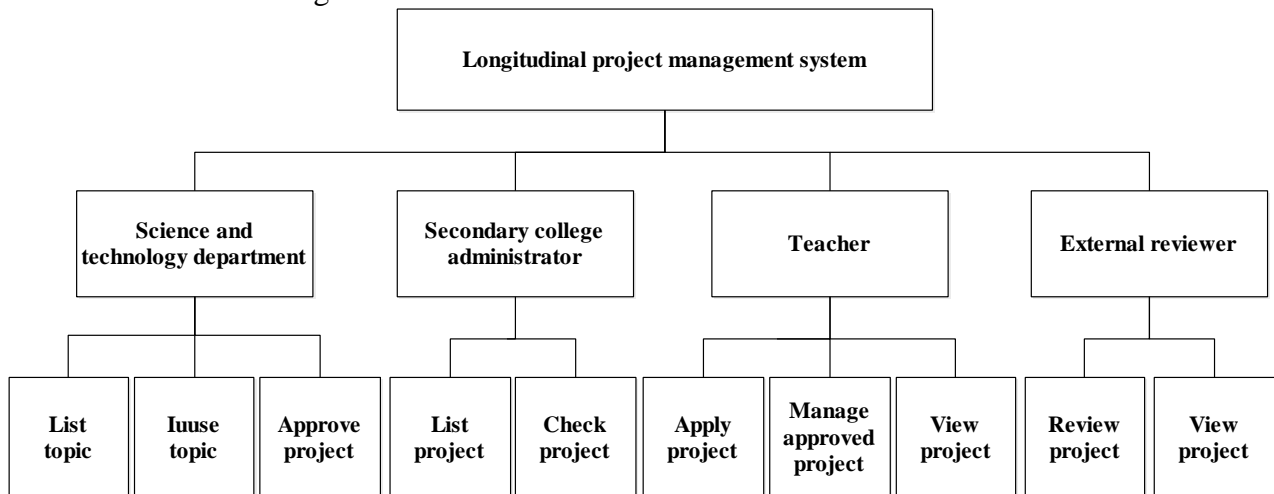 Longitudinal project management system
Science and
technology department
Secondary college
administrator
Teacher
External reviewer
List
topic
Iuuse
topic
Approve
project
List
project
Check
project
Apply
project
Manage
approved
project
View
project
Review
project
View
project